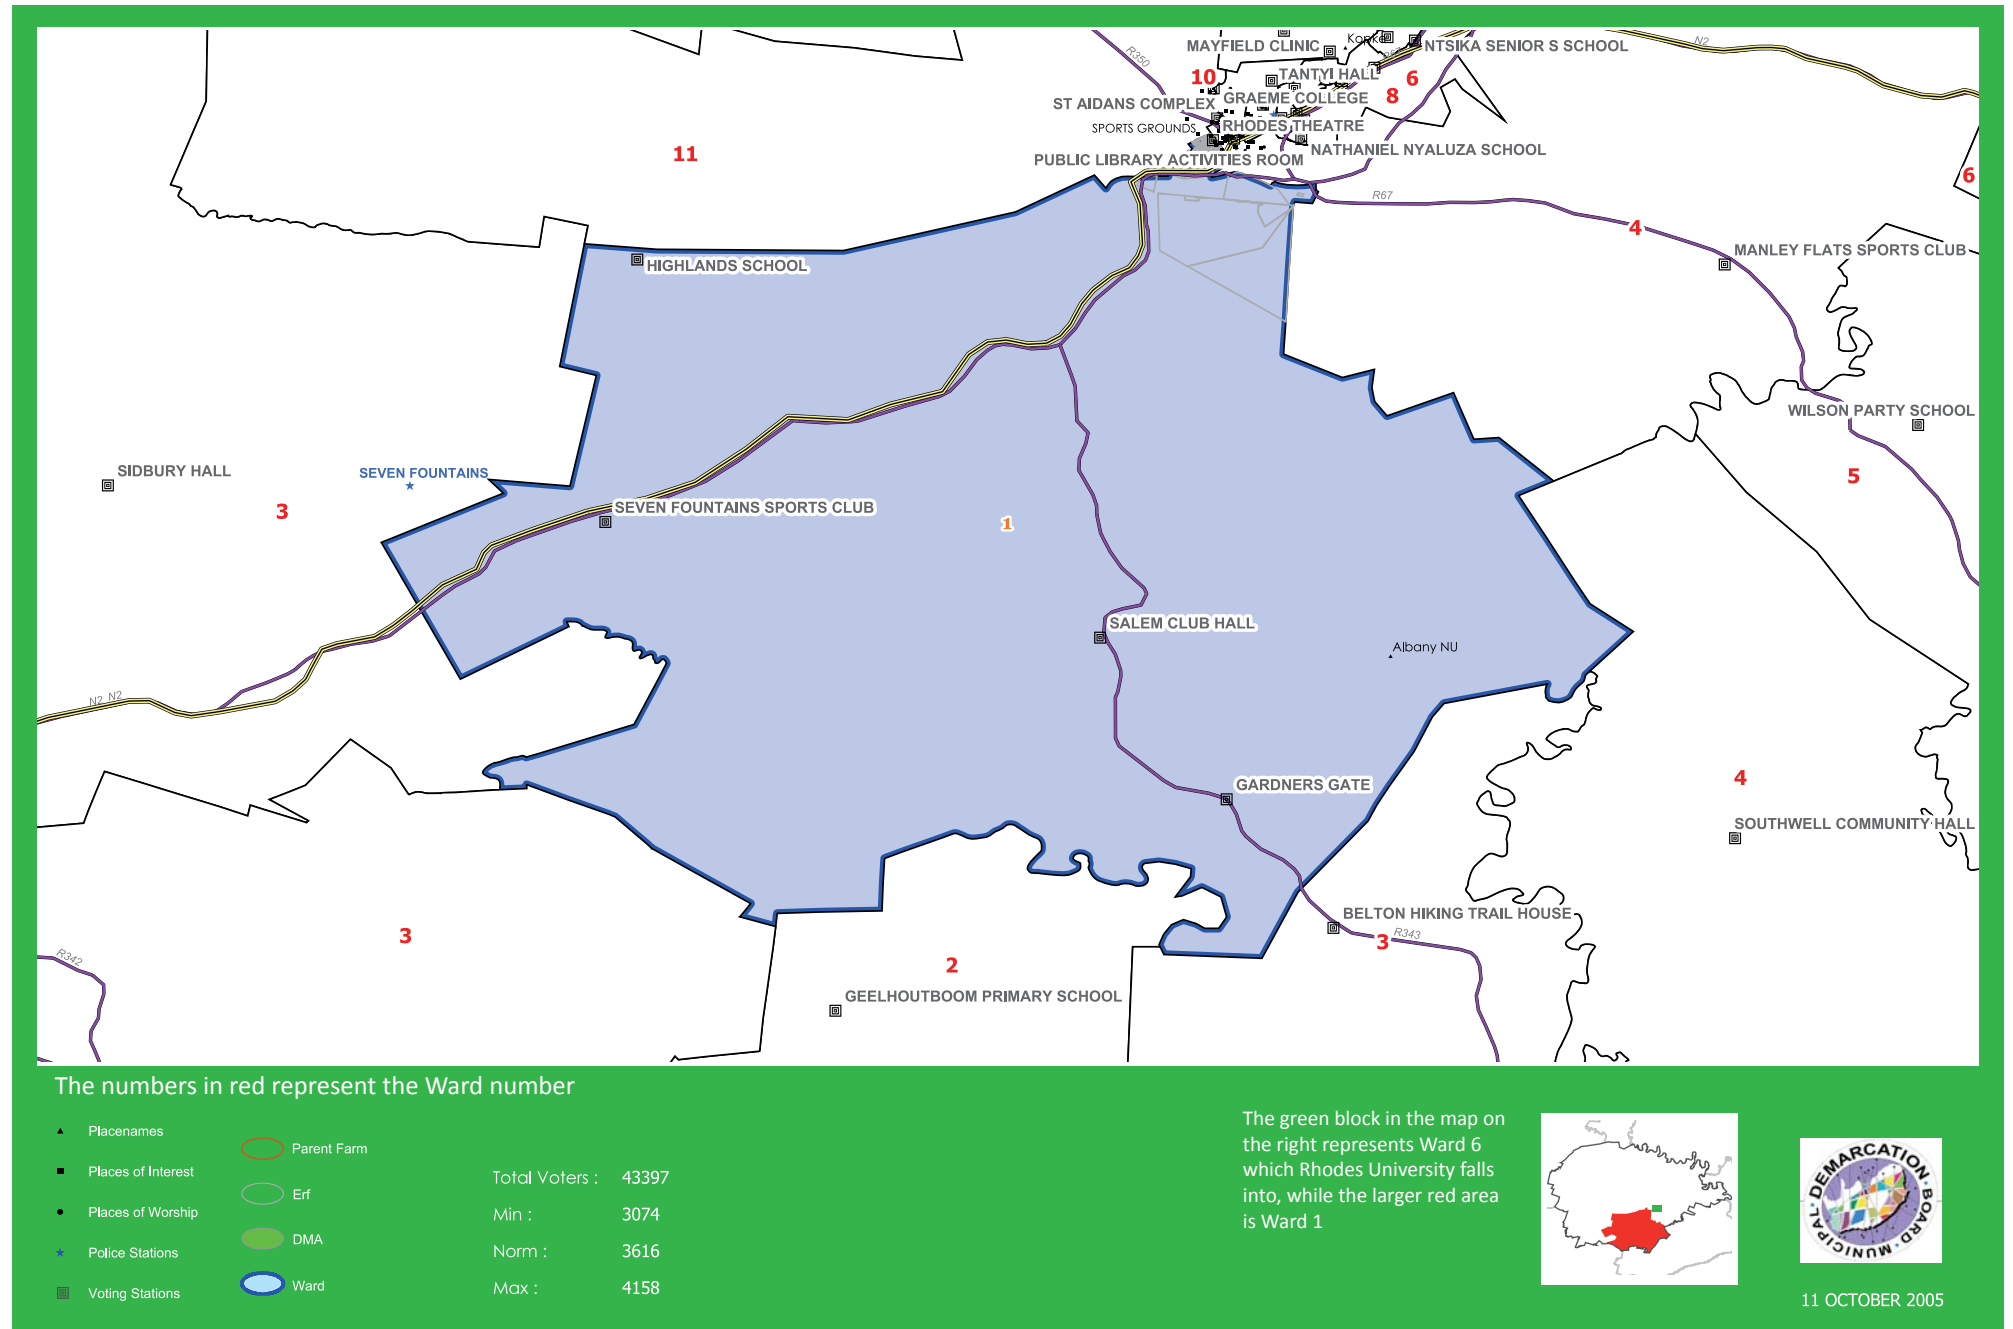 R350
MAYFIELD CLINIC
NTSIKA SENIOR S SCHOOL
N2
10
TANTYI HALL
6
8
ST AIDANS COMPLEX
GRAEME COLLEGE
SPORTS GROUNDS
RHODES THEATRE
NATHANIEL NYALUZA SCHOOL
11
PUBLIC LIBRARY ACTIVITIES ROOM
6
R67
4
MANLEY FLATS SPORTS CLUB
HIGHLANDS SCHOOL
WILSON PARTY SCHOOL
SIDBURY HALL
SEVEN FOUNTAINS
5
3
SEVEN FOUNTAINS SPORTS CLUB
1
SALEM CLUB HALL
Albany NU
N2 N2
GARDNERS GATE
4
SOUTHWELL COMMUNITY HALL
BELTON HIKING TRAIL HOUSE
3
R343
3
R342
2
GEELHOUTBOOM PRIMARY SCHOOL
The numbers in red represent the Ward number
Placenames
Places of Interest
Places of Worship
Police Stations
Voting Stations
Parent Farm
Erf
DMA
Ward
Total Voters : 43397
Min : 3074
Norm : 3616
Max : 4158
The green block in the map on
the right represents Ward 6
which Rhodes University falls
into, while the larger red area
is Ward 1
MUNICIPAL DEMARCATION BOARD
11 OCTOBER 2005